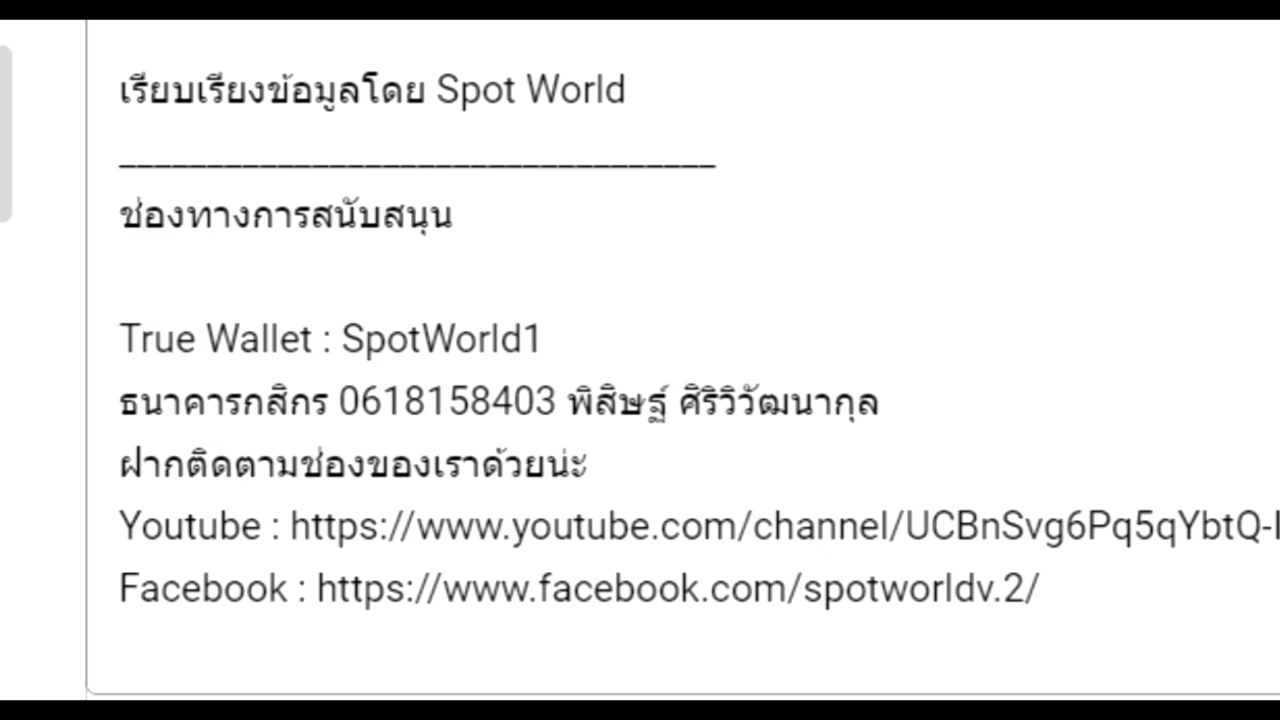 เรียบเรียงข้อมูลโดย Spot World
__________________________________
ช่องทางการสนับสนุน
True Wallet : SpotWorld1
ธนาคารกสิกร 0618158403 พิสิษฐ์ ศิริวิวัฒนากุล
ฝากติดตามช่องของเราด้วยน่ะ
Youtube : https://www.youtube.com/channel/UCBnSvg6Pq5qYbtQ-
Facebook : https://www.facebook.com/spotworldv.2/